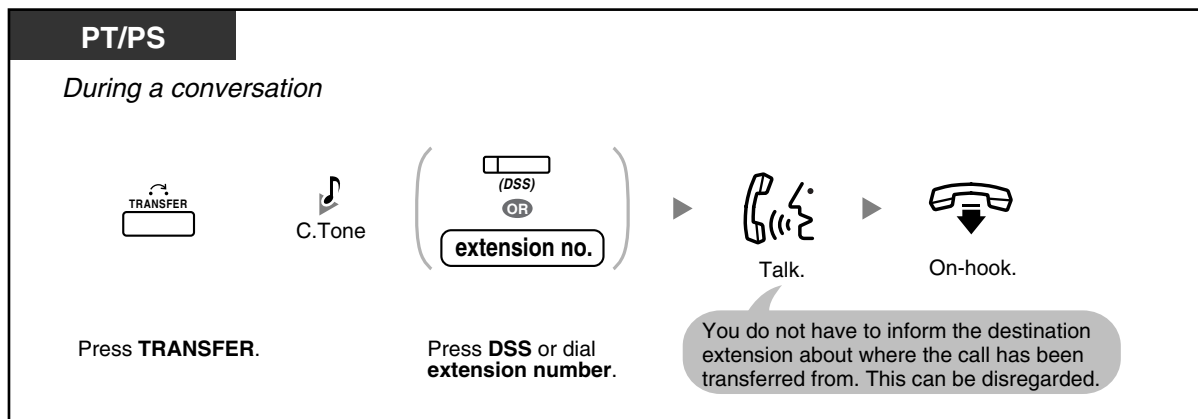 PT/PS
During a conversation
TRANSFER
C.Tone
(DSS)
OR
extension no.
Talk.
On-hook.
Press TRANSFER.
Press DSS or dial
extension number.
You do not have to inform the destination
extension about where the call has been
transferred from. This can be disregarded.